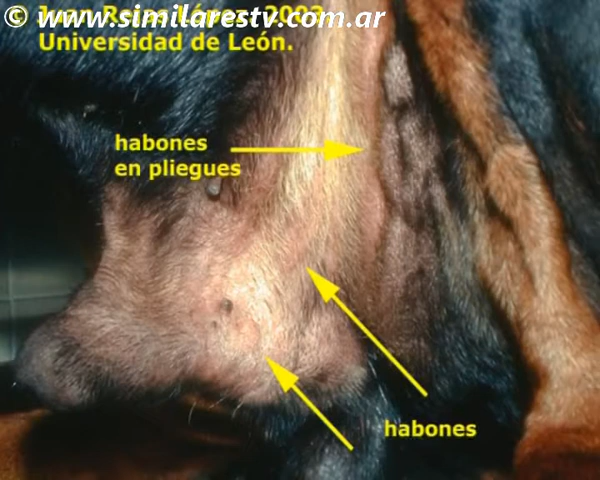 © www.similarestv.com.ar
Universidad de León.
habones
en pliegues
habones